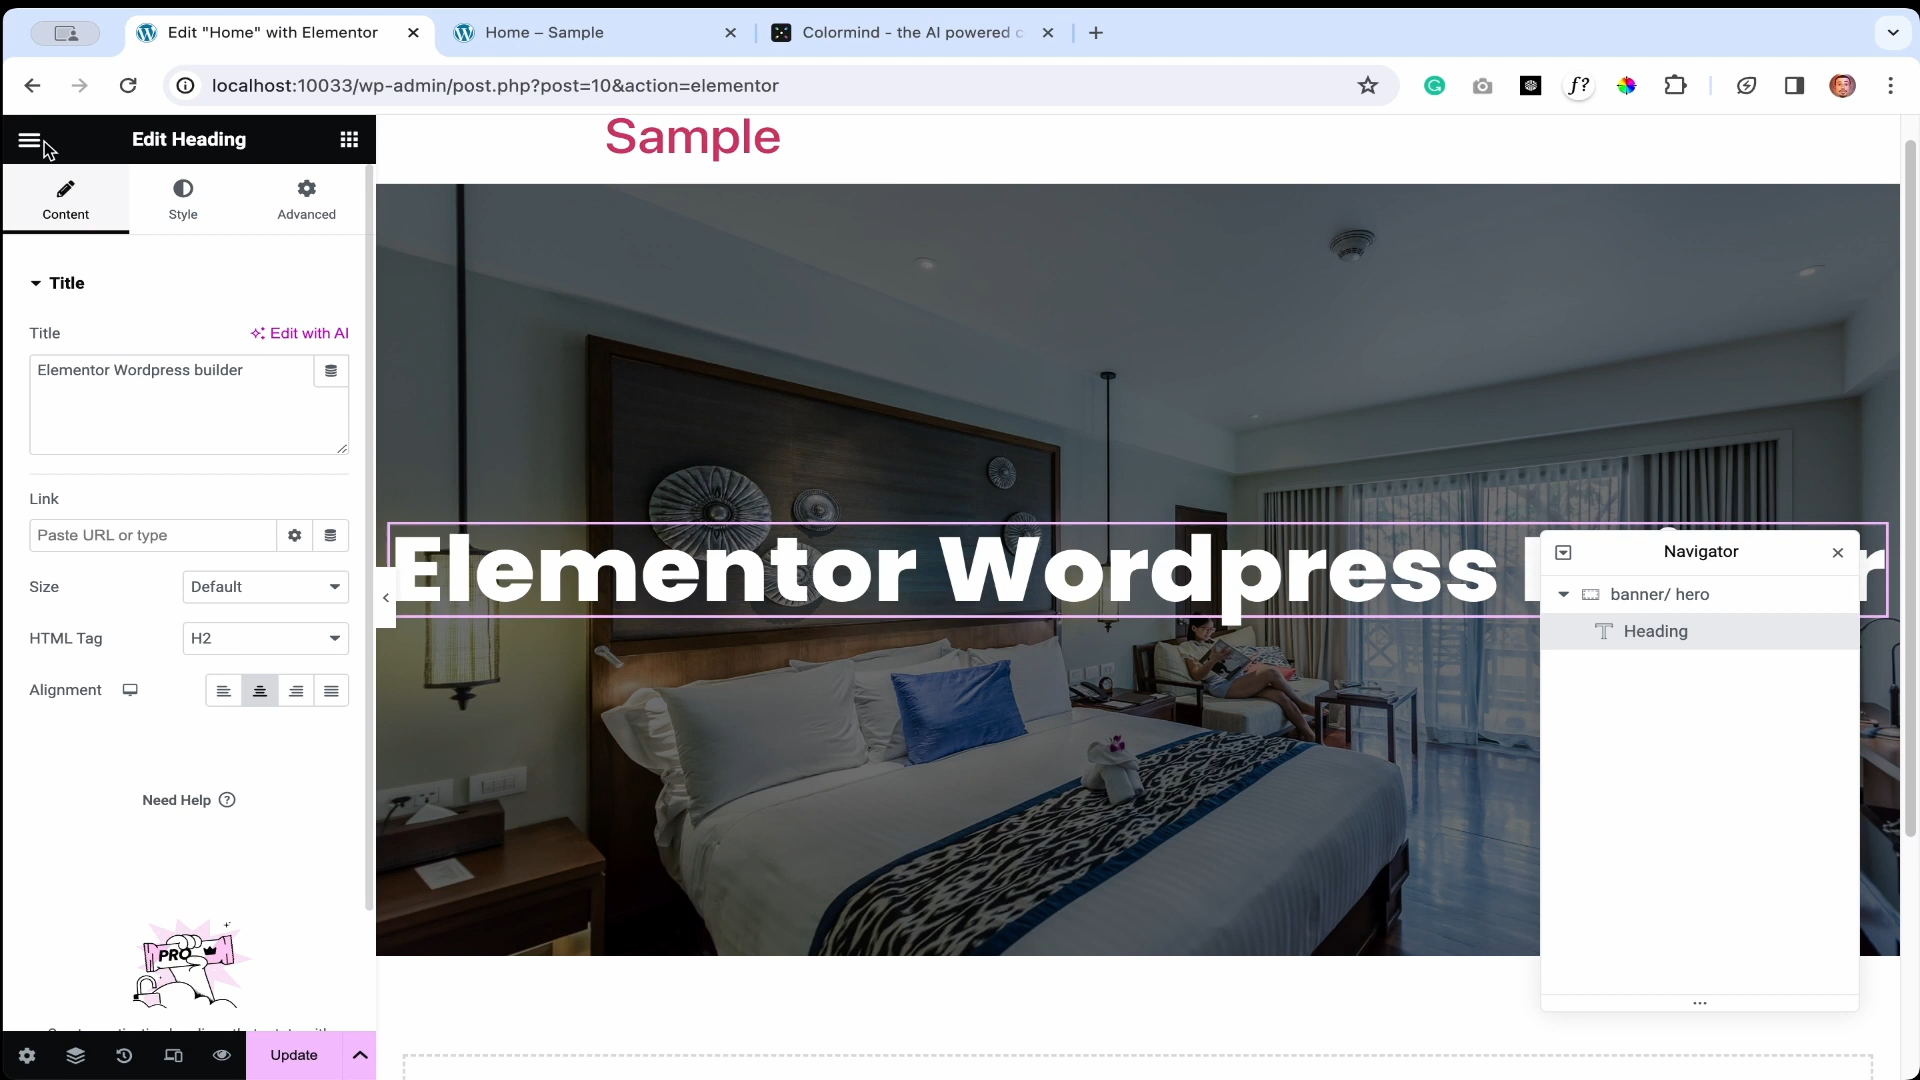 Edit "Home" with Elementor
Home – Sample
Colormind - the AI powered c
localhost:10033/wp-admin/post.php?post=10&action=elementor
f?
Edit Heading
Sample
Content
Style
Advanced
Title
Title
Edit with AI
Elementor Wordpress builder
Link
Paste URL or type
Size
Default
HTML Tag
H2
Alignment
Elementor Wordpress
Navigator
banner/ hero
Heading
Need Help
PRO
Update